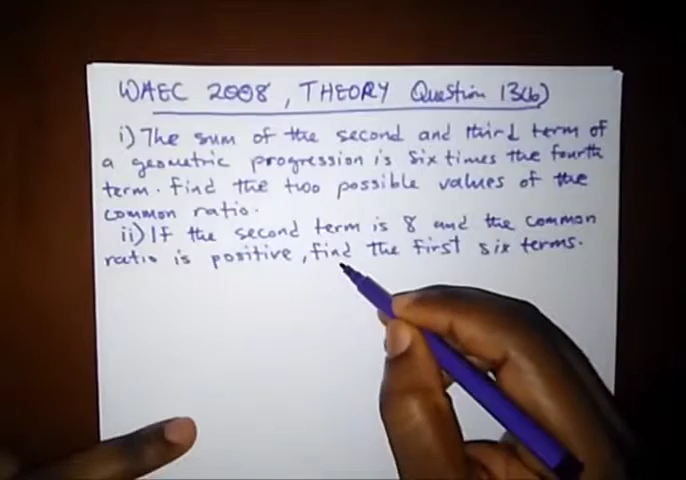 WAEC 2008, THEORY Question 13(b)
i) The sum of the second and third term of
a geometric progression is six times the fourth
term. Find the two possible values of the
common ratio.
ii) If the second term is 8 and the common
ratio is positive, find the first six terms.